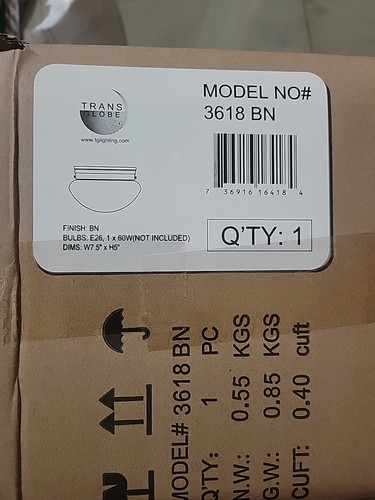 TRANS
GLOBE
www.tglighting.com
MODEL NO#
3618 BN
7 36916 16418 4
FINISH: BN
BULBS: E26, 1 x 60W(NOT INCLUDED)
DIMS: W7.5" x H5"
Q'TY: 1
MODEL# 3618 BN
Q'TY: 1 PC
N.W.: 0.55 KGS
G.W.: 0.85 KGS
CUFT: 0.40 cuft